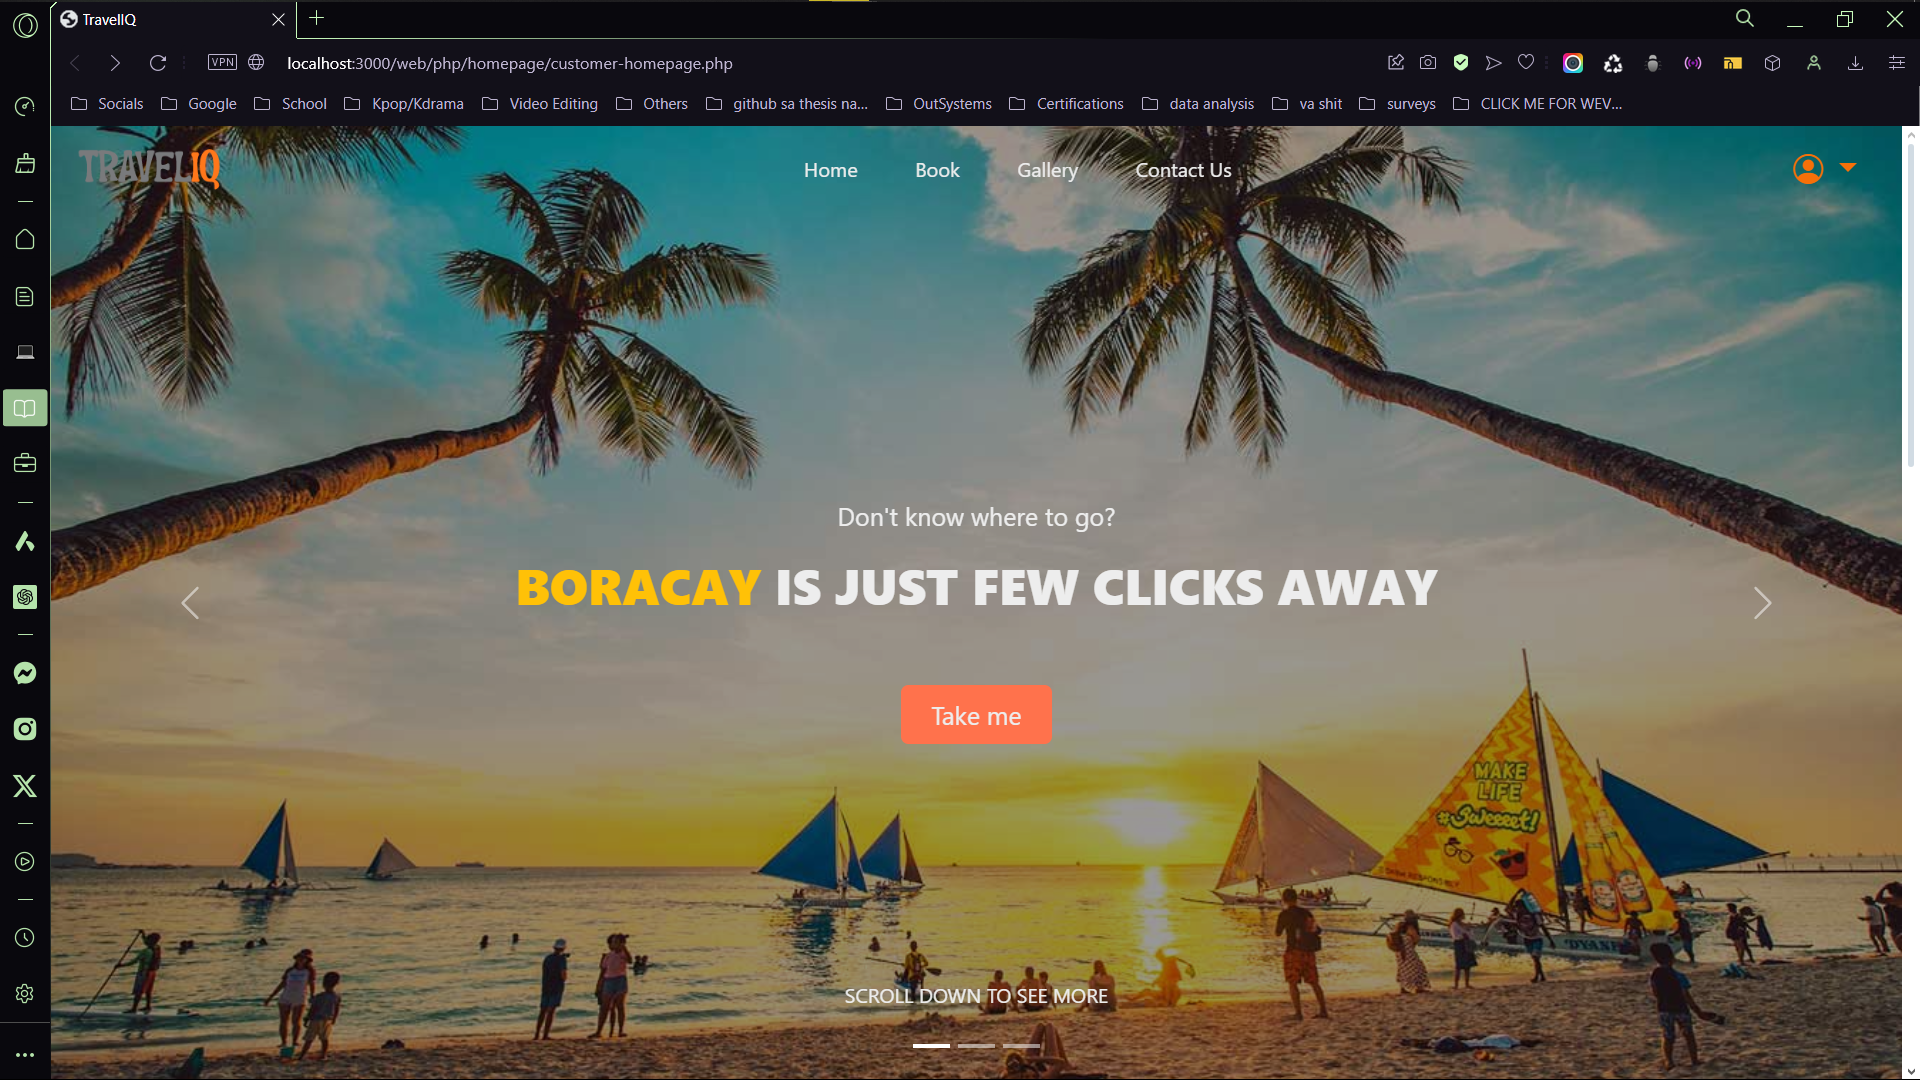 TravelIQ
VPN
localhost:3000/web/php/homepage/customer-homepage.php
Socials
Google
School
Kpop/Kdrama
Video Editing
Others
github sa thesis na...
OutSystems
Certifications
data analysis
va shit
surveys
CLICK ME FOR WEV...
TRAVELIQ
Home
Book
Gallery
Contact Us
Don't know where to go?
BORACAY IS JUST FEW CLICKS AWAY
Take me
MAKE
LIFE
#Sweeeet!
DRINK RESPONSIBLY
SCROLL DOWN TO SEE MORE